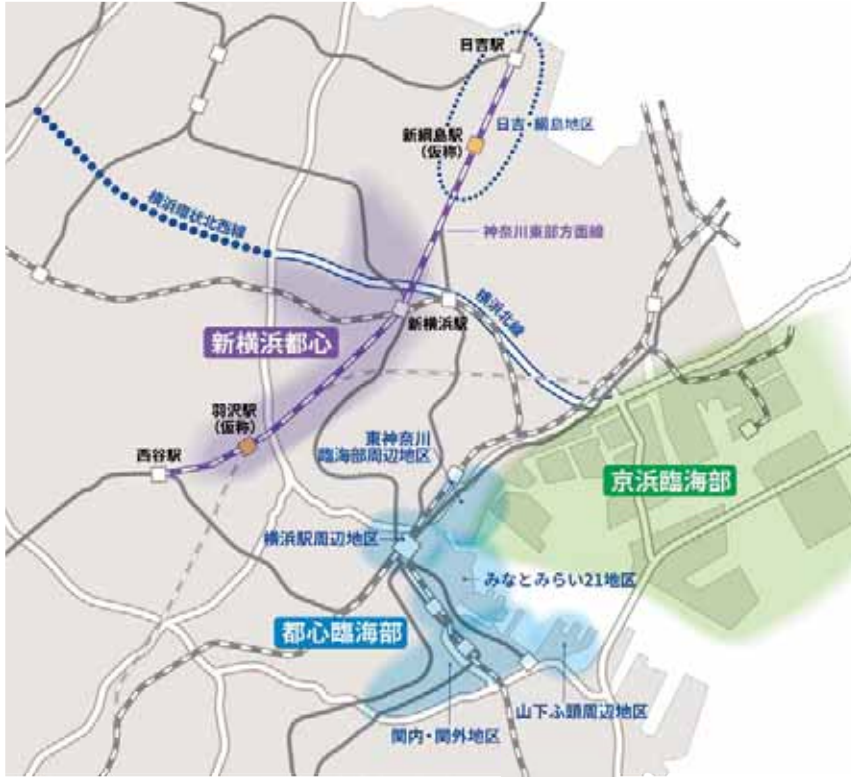 日吉駅
新綱島駅
(仮称)
日吉・綱島地区
横浜環状北西線
神奈川東部方面線
横浜北線
新横浜駅
新横浜都心
羽沢駅
(仮称)
西谷駅
東神奈川
臨海部周辺地区
京浜臨海部
横浜駅周辺地区
みなとみらい21地区
都心臨海部
山下ふ頭周辺地区
関内・関外地区